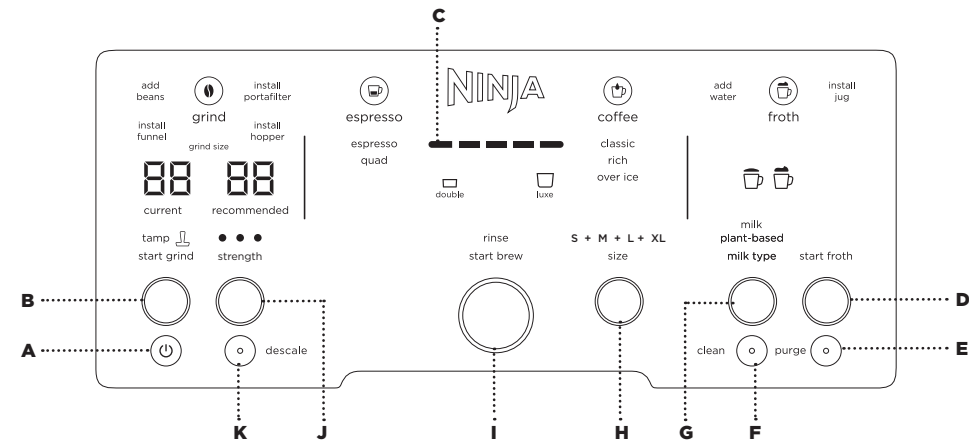 C
add
beans
install
portafilter
grind
install
funnel
install
hopper
grind size
88 88
current recommended
tamp
start grind strength
espresso
espresso
quad
NINJA
double luxe
coffee
classic
rich
over ice
add
water
install
jug
froth
rinse
start brew
S + M + L + XL
size
milk
plant-based
milk type start froth
B
D
A
descale
clean purge
E
K J I H G F